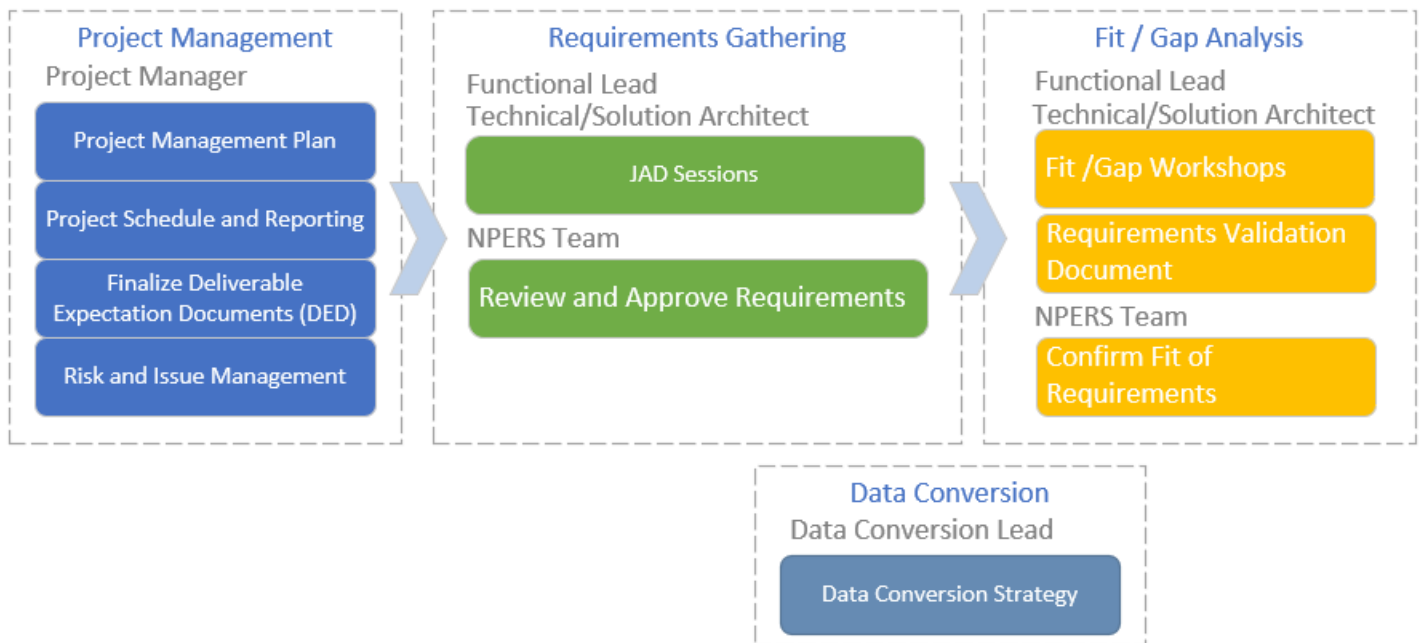 Project Management
Project Manager
Project Management Plan
Project Schedule and Reporting
Finalize Deliverable
Expectation Documents (DED)
Risk and Issue Management
Requirements Gathering
Functional Lead
Technical/Solution Architect
JAD Sessions
NPERS Team
Review and Approve Requirements
Fit / Gap Analysis
Functional Lead
Technical/Solution Architect
Fit /Gap Workshops
Requirements Validation
Document
NPERS Team
Confirm Fit of
Requirements
Data Conversion
Data Conversion Lead
Data Conversion Strategy